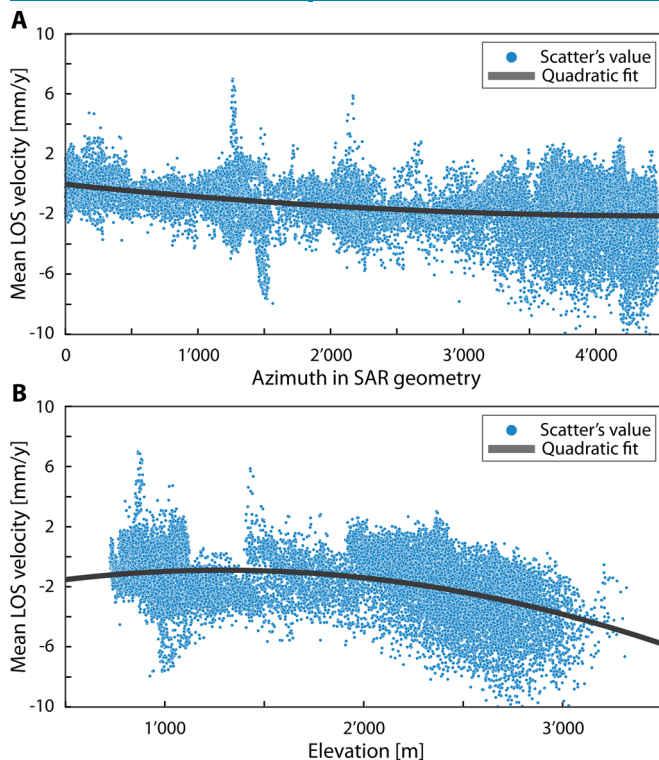 A
10
6
2
-2
-6
-10
Mean LOS velocity [mm/y]
Scatter's value
Quadratic fit
0
1'000
2'000
3'000
4'000
Azimuth in SAR geometry
B
10
6
2
-2
-6
-10
Mean LOS velocity [mm/y]
Scatter's value
Quadratic fit
1'000
2'000
3'000
Elevation [m]